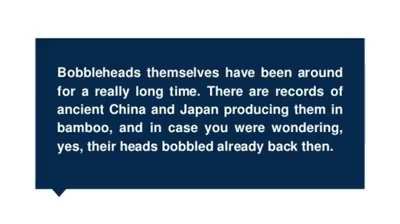 Bobbleheads themselves have been around
for a really long time. There are records of
ancient China and Japan producing them in
bamboo, and in case you were wondering,
yes, their heads bobbled already back then.